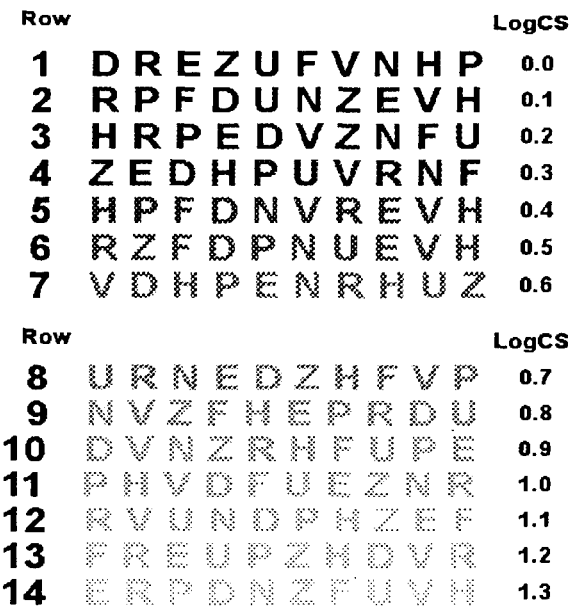 Row LogCS
1 D R E Z U F V N H P 0.0
2 R P F D U N Z E V H 0.1
3 H R P E D V Z N F U 0.2
4 Z E D H P U V R N F 0.3
5 H P F D N V R E V H 0.4
6 R Z F D P N U E V H 0.5
7 V D H P E N R H U Z 0.6
Row LogCS
8 U R N E D Z H F V P 0.7
9 N V Z F H E P R D U 0.8
10 D V N Z R H F U P E 0.9
11 P H V D F U E Z N R 1.0
12 R V U N D P H Z E F 1.1
13 F R E U P Z H D V R 1.2
14 E R P D N Z F U V H 1.3